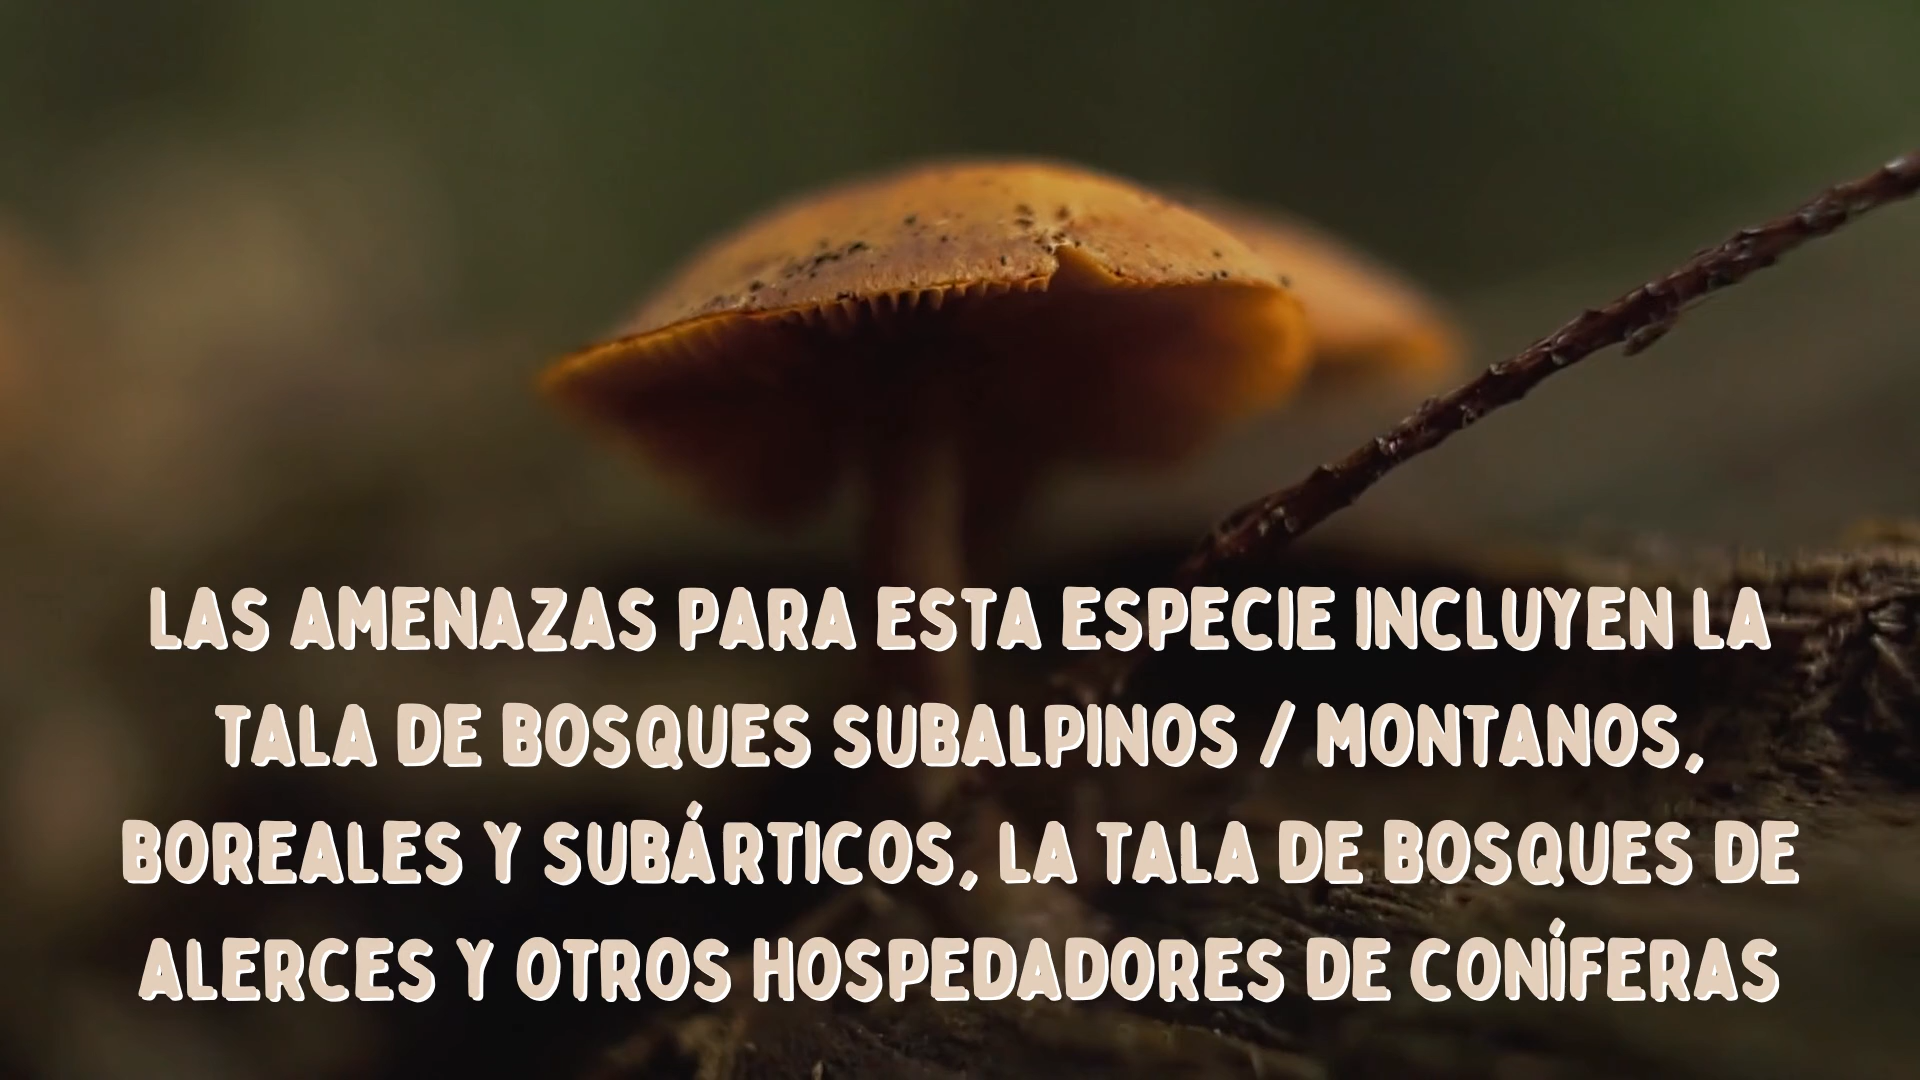 LAS AMENAZAS PARA ESTA ESPECIE INCLUYEN LA
TALA DE BOSQUES SUBALPINOS / MONTANOS,
BOREALES Y SUBÁRTICOS, LA TALA DE BOSQUES DE
ALERCES Y OTROS HOSPEDADORES DE CONÍFERAS